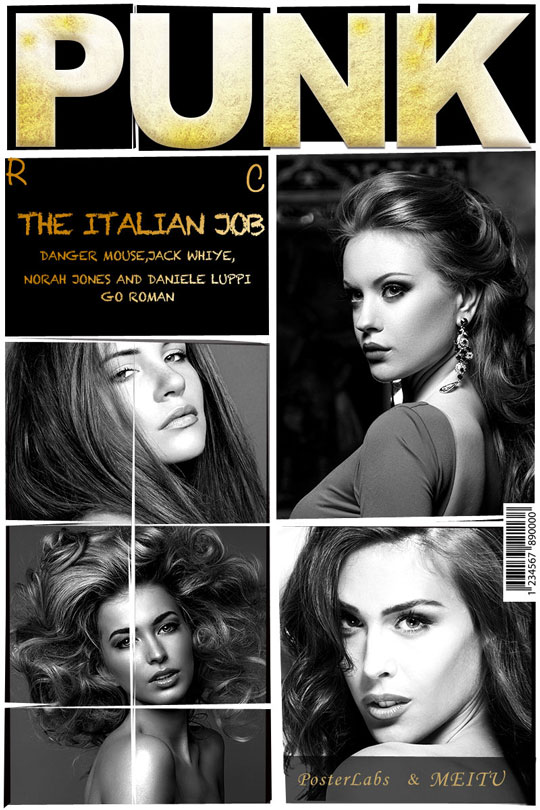 PUNK
R C
THE ITALIAN JOB
DANGER MOUSE,JACK WHIYE,
NORAH JONES AND DANIELE LUPPI
GO ROMAN
1 234567 890000
PosterLabs & MEITU